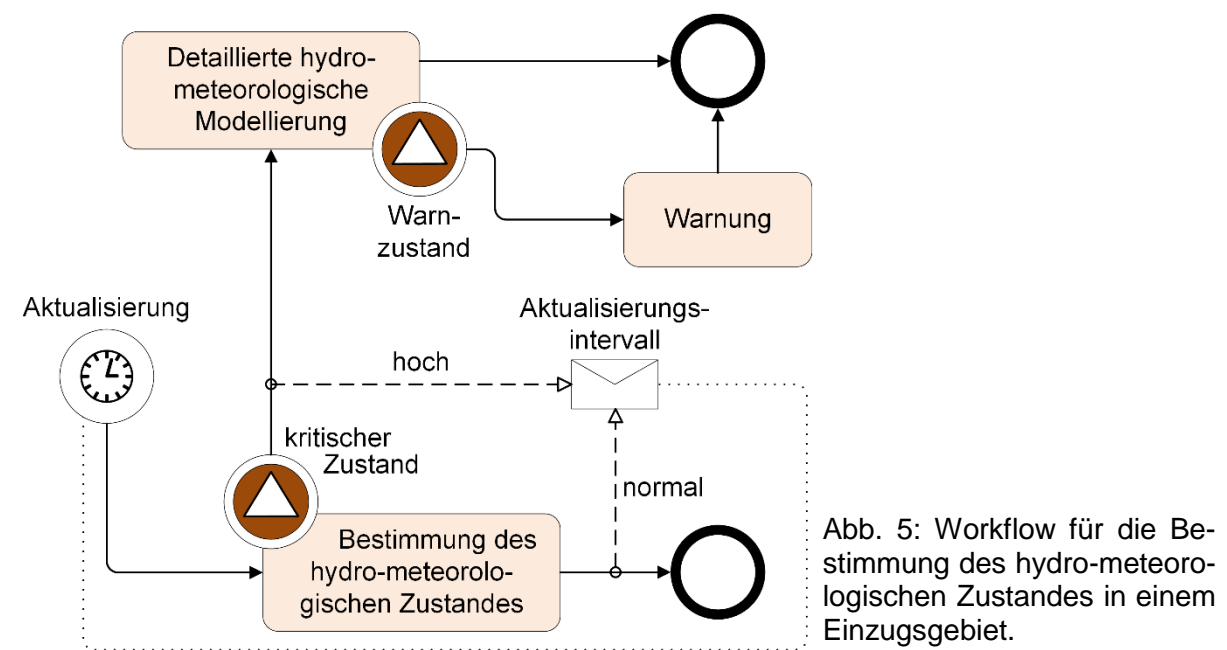 Detaillierte hydro-
meteorologische
Modellierung
Warn-
zustand
Warnung
Aktualisierung
Aktualisierungs-
intervall
hoch
kritischer
Zustand
normal
Bestimmung des
hydro-meteorolo-
gischen Zustandes
Abb. 5: Workflow für die Be-
stimmung des hydro-meteoro-
logischen Zustandes in einem
Einzugsgebiet.